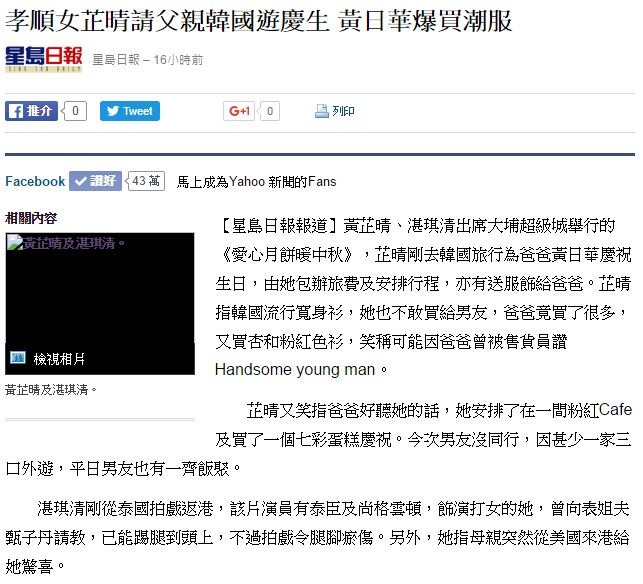 孝順女芷晴請父親韓國遊慶生 黃日華爆買潮服
星島日報
SING TAO DAILY
星島日報 – 16小時前
推介
0
Tweet
G+1
0
列印
Facebook
讚好
43 萬
馬上成為Yahoo 新聞的Fans
相關內容
黃芷晴及湛琪清。
檢視相片
黃芷晴及湛琪清。
【星島日報報道】黃芷晴、湛琪清出席大埔超級城舉行的
《愛心月餅暖中秋》，芷晴剛去韓國旅行為爸爸黃日華慶祝
生日，由她包辦旅費及安排行程，亦有送服飾給爸爸。芷晴
指韓國流行寬身衫，她也不敢買給男友，爸爸竟買了很多，
又買杏和粉紅色衫，笑稱可能因爸爸曾被售貨員讚
Handsome young man。
芷晴又笑指爸爸好聽她的話，她安排了在一間粉紅Cafe
及買了一個七彩蛋糕慶祝。今次男友沒同行，因甚少一家三
口外遊，平日男友也有一齊飯聚。
湛琪清剛從泰國拍戲返港，該片演員有泰臣及尚格雲頓，飾演打女的她，曾向表姐夫
甄子丹請教，已能踢腿到頭上，不過拍戲令腿腳瘀傷。另外，她指母親突然從美國來港給
她驚喜。